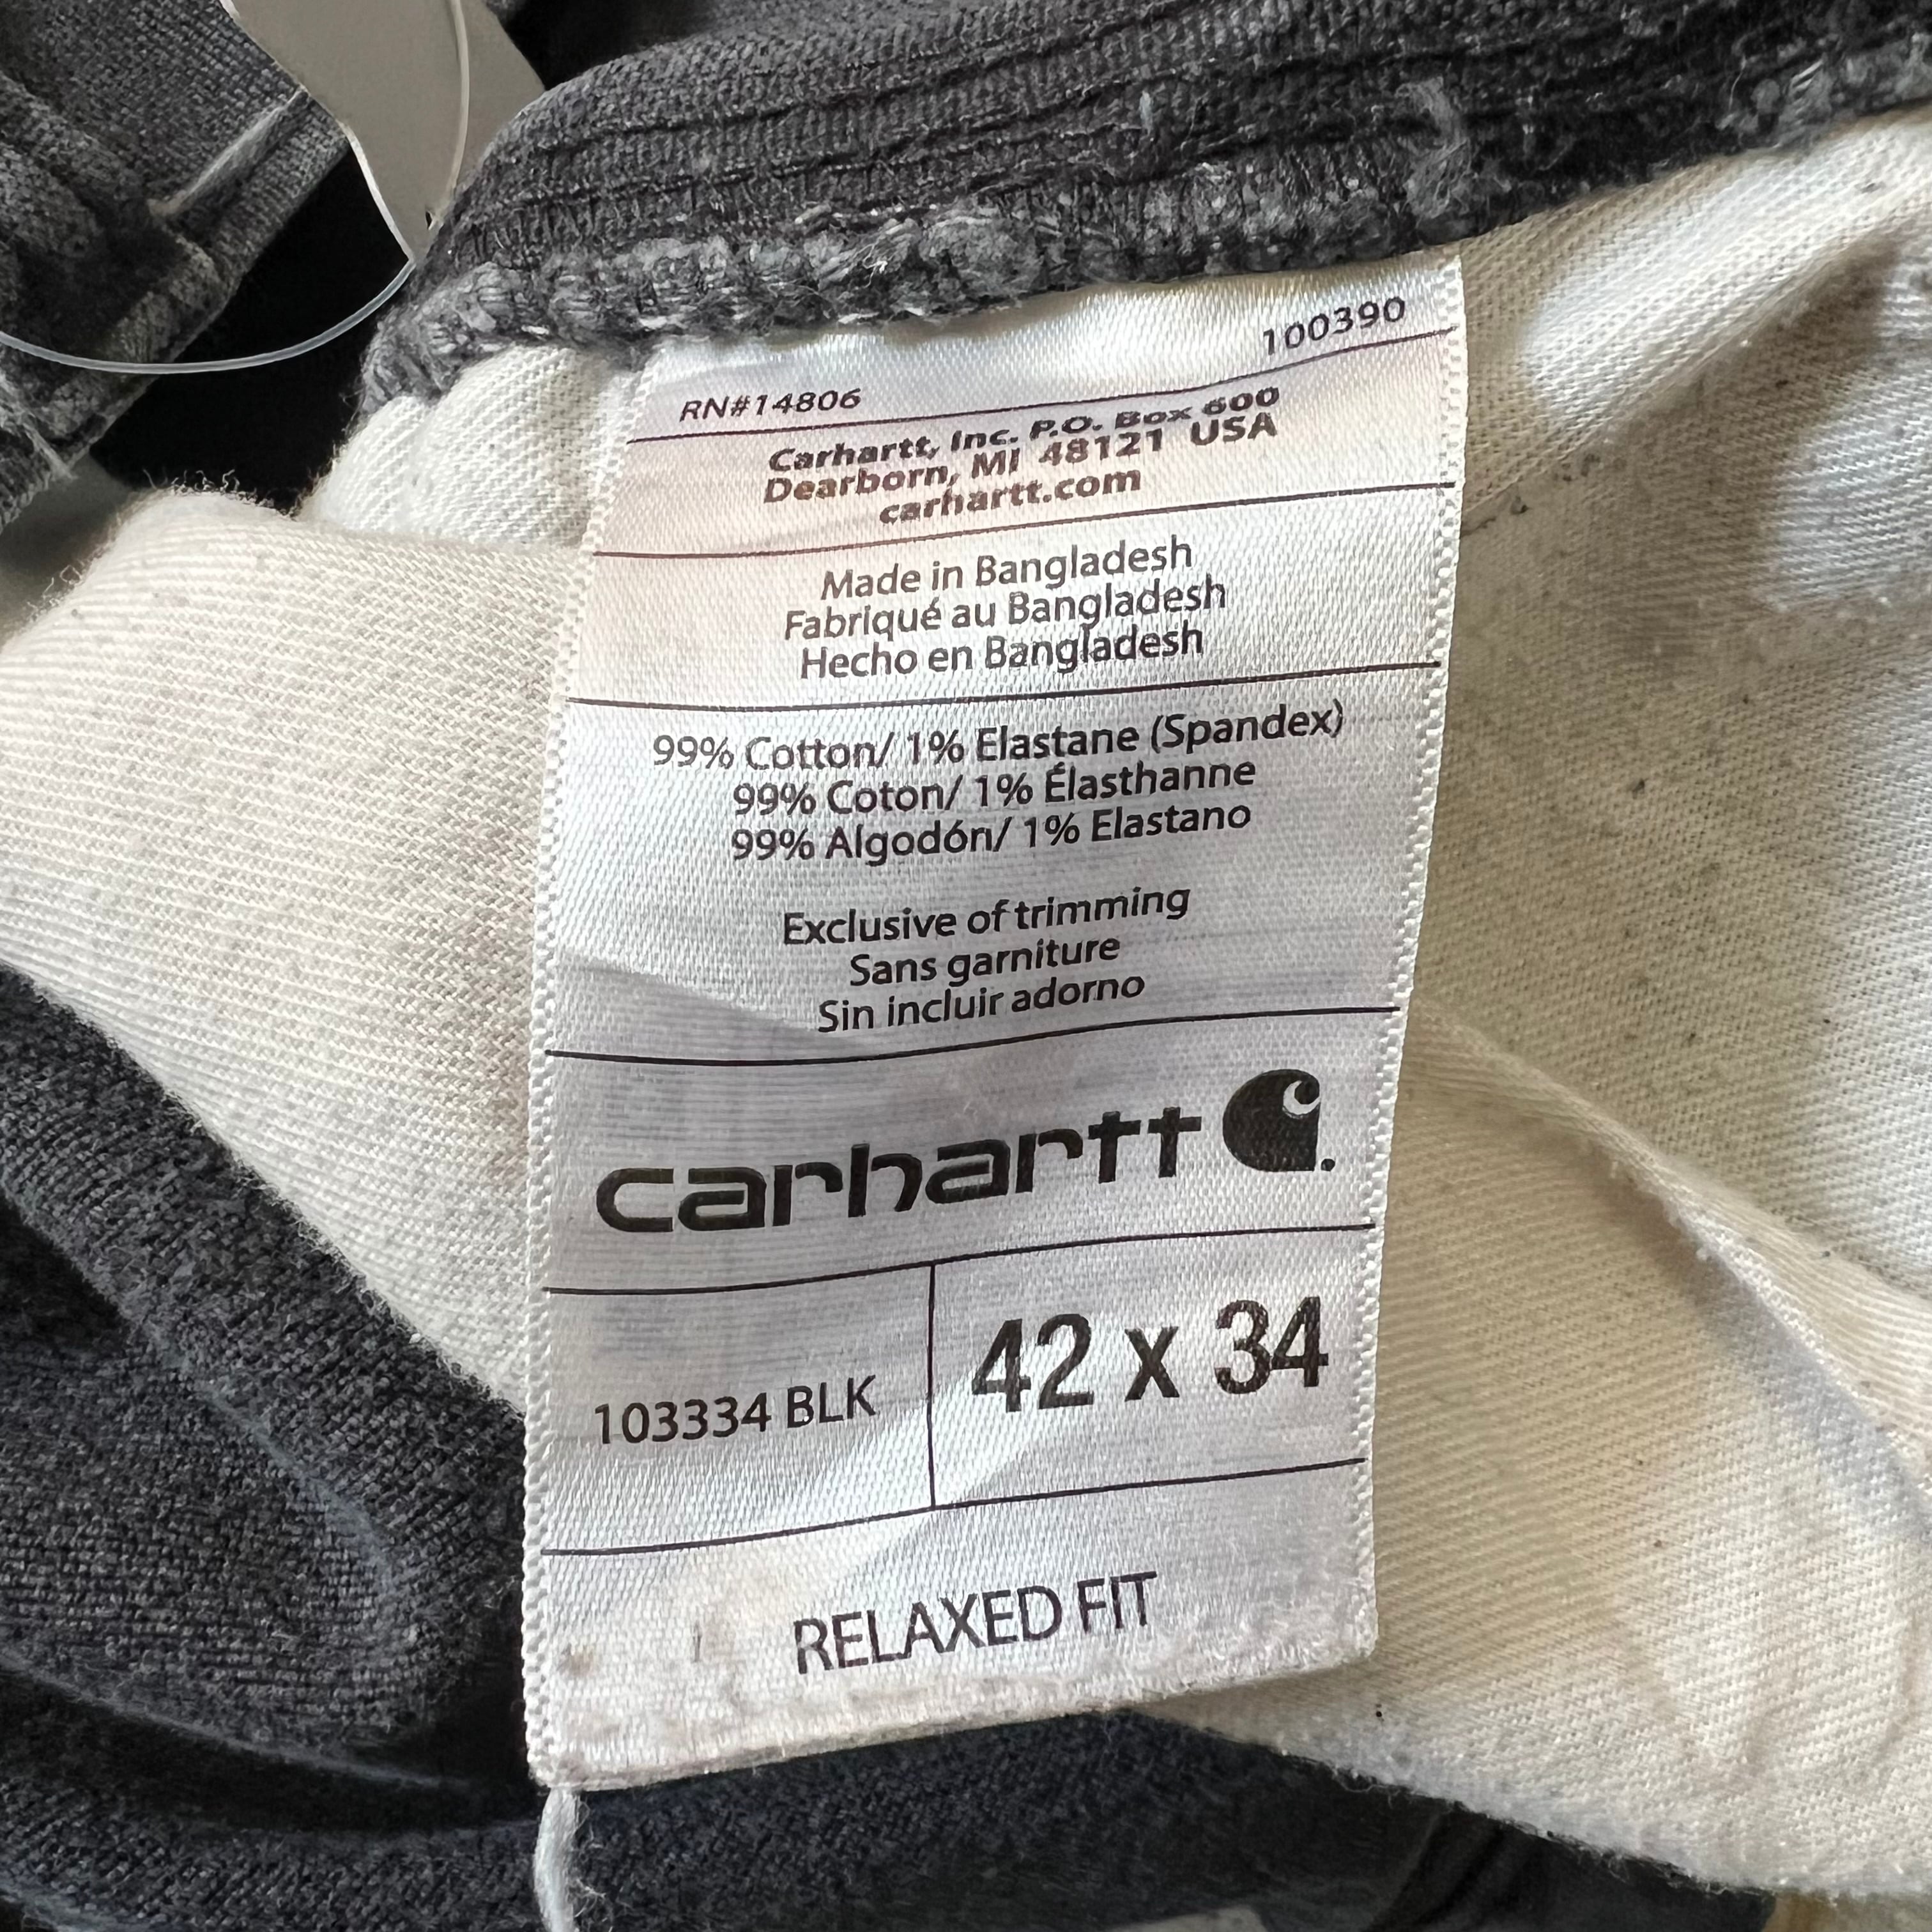 RN#14806 100390
Carhartt, Inc. P.O. Box 600
Dearborn, MI 48121 USA
carhartt.com
Made in Bangladesh
Fabriqué au Bangladesh
Hecho en Bangladesh
99% Cotton/ 1% Elastane (Spandex)
99% Coton/ 1% Élasthanne
99% Algodón/ 1% Elastano
Exclusive of trimming
Sans garniture
Sin incluir adorno
carhartt
103334 BLK 42 x 34
RELAXED FIT